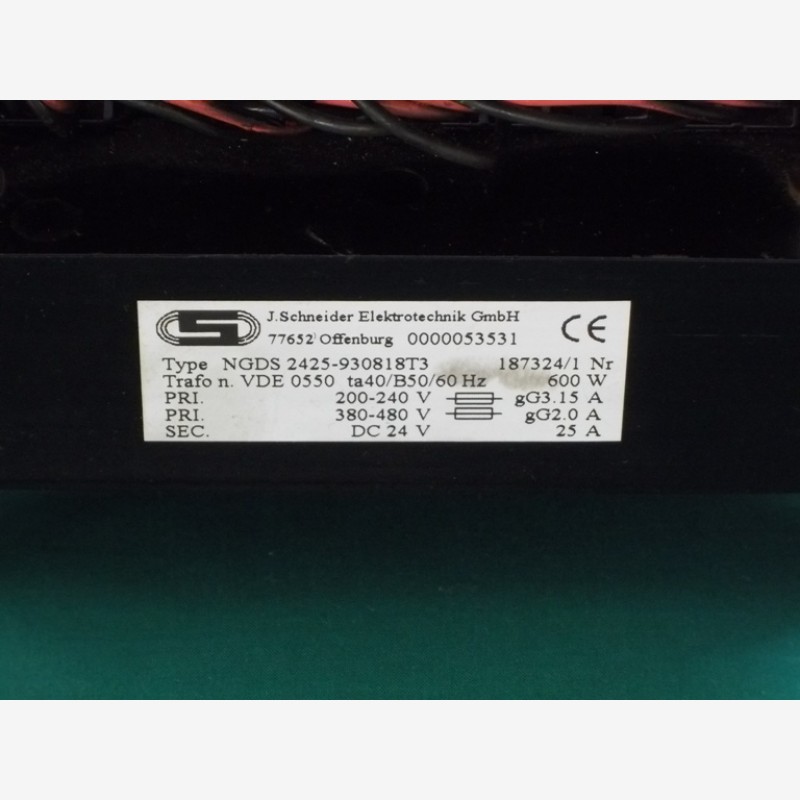 J.Schneider Elektrotechnik GmbH
77652 Offenburg 0000053531 CE
Type NGDS 2425-930818T3 187324/1 Nr
Trafo n. VDE 0550 ta40/B50/60 Hz 600 W
PRI. 200-240 V gG3.15 A
PRI. 380-480 V gG2.0 A
SEC. DC 24 V 25 A